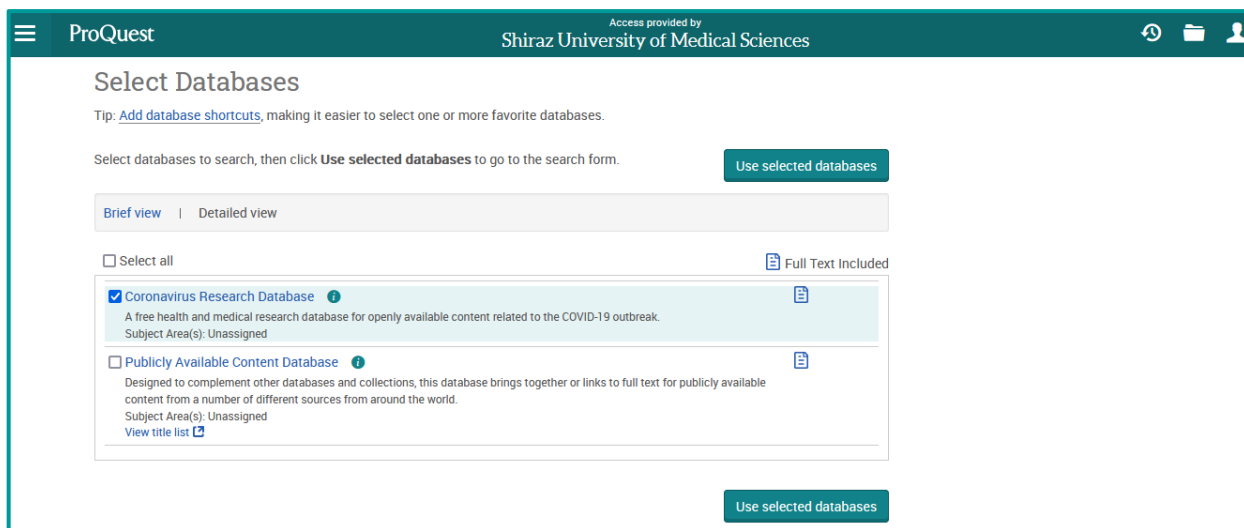 ProQuest
Access provided by
Shiraz University of Medical Sciences
Select Databases
Tip: Add database shortcuts, making it easier to select one or more favorite databases.
Select databases to search, then click Use selected databases to go to the search form.
Use selected databases
Brief view | Detailed view
Select all
Full Text Included
Coronavirus Research Database
A free health and medical research database for openly available content related to the COVID-19 outbreak.
Subject Area(s): Unassigned
Publicly Available Content Database
Designed to complement other databases and collections, this database brings together or links to full text for publicly available
content from a number of different sources from around the world.
Subject Area(s): Unassigned
View title list
Use selected databases